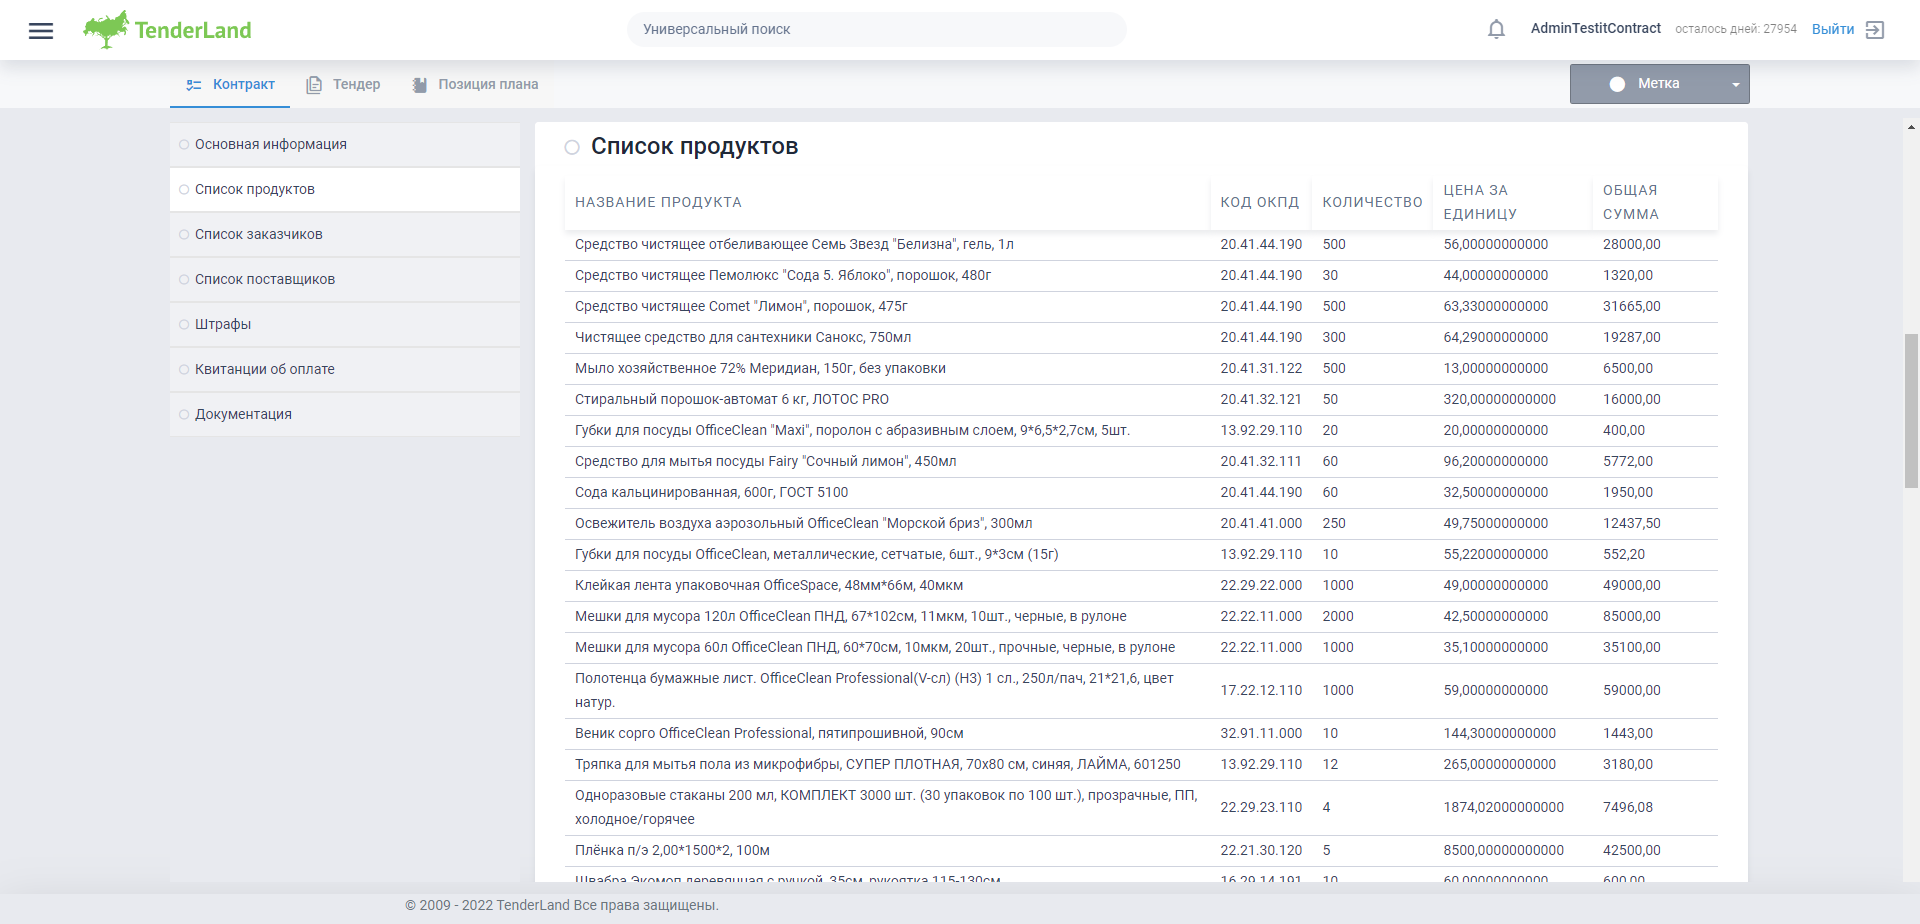 TenderLand
Универсальный поиск
AdminTestitContract
осталось дней: 27954
Выйти
Контракт
Тендер
Позиция плана
Метка
Основная информация
Список продуктов
Список заказчиков
Список поставщиков
Штрафы
Квитанции об оплате
Документация
Список продуктов
НАЗВАНИЕ ПРОДУКТА КОД ОКПД КОЛИЧЕСТВО ЦЕНА ЗА ОБЩАЯ
ЕДИНИЦУ СУММА
Средство чистящее отбеливающее Семь Звезд "Белизна", гель, 1л 20.41.44.190 500 56,00000000000 28000,00
Средство чистящее Пемолюкс "Сода 5. Яблоко", порошок, 480г 20.41.44.190 30 44,00000000000 1320,00
Средство чистящее Comet "Лимон", порошок, 475г 20.41.44.190 500 63,33000000000 31665,00
Чистящее средство для сантехники Санокс, 750мл 20.41.44.190 300 64,29000000000 19287,00
Мыло хозяйственное 72% Меридиан, 150г, без упаковки 20.41.31.122 500 13,00000000000 6500,00
Стиральный порошок-автомат 6 кг, ЛОТОС PRO 20.41.32.121 50 320,00000000000 16000,00
Губки для посуды OfficeClean "Maxi", поролон с абразивным слоем, 9*6,5*2,7см, 5шт. 13.92.29.110 20 20,00000000000 400,00
Средство для мытья посуды Fairy "Сочный лимон", 450мл 20.41.32.111 60 96,20000000000 5772,00
Сода кальцинированная, 600г, ГОСТ 5100 20.41.44.190 60 32,50000000000 1950,00
Освежитель воздуха аэрозольный OfficeClean "Морской бриз", 300мл 20.41.41.000 250 49,75000000000 12437,50
Губки для посуды OfficeClean, металлические, сетчатые, 6шт., 9*3см (15г) 13.92.29.110 10 55,22000000000 552,20
Клейкая лента упаковочная OfficeSpace, 48мм*66м, 40мкм 22.29.22.000 1000 49,00000000000 49000,00
Мешки для мусора 120л OfficeClean ПНД, 67*102см, 11мкм, 10шт., черные, в рулоне 22.22.11.000 2000 42,50000000000 85000,00
Мешки для мусора 60л OfficeClean ПНД, 60*70см, 10мкм, 20шт., прочные, черные, в рулоне 22.22.11.000 1000 35,10000000000 35100,00
Полотенца бумажные лист. OfficeClean Professional(V-сл) (H3) 1 сл., 250л/пач, 21*21,6, цвет
натур. 17.22.12.110 1000 59,00000000000 59000,00
Веник сорго OfficeClean Professional, пятипрошивной, 90см 32.91.11.000 10 144,30000000000 1443,00
Тряпка для мытья пола из микрофибры, СУПЕР ПЛОТНАЯ, 70х80 см, синяя, ЛАЙМА, 601250 13.92.29.110 12 265,00000000000 3180,00
Одноразовые стаканы 200 мл, КОМПЛЕКТ 3000 шт. (30 упаковок по 100 шт.), прозрачные, ПП,
холодное/горячее 22.29.23.110 4 1874,02000000000 7496,08
Плёнка п/э 2,00*1500*2, 100м 22.21.30.120 5 8500,00000000000 42500,00
Швабра Экомоп деревянная с ручкой, 35см, рукоятка 115-130см 16.29.14.191 10 60,00000000000 600,00
© 2009 - 2022 TenderLand Все права защищены.